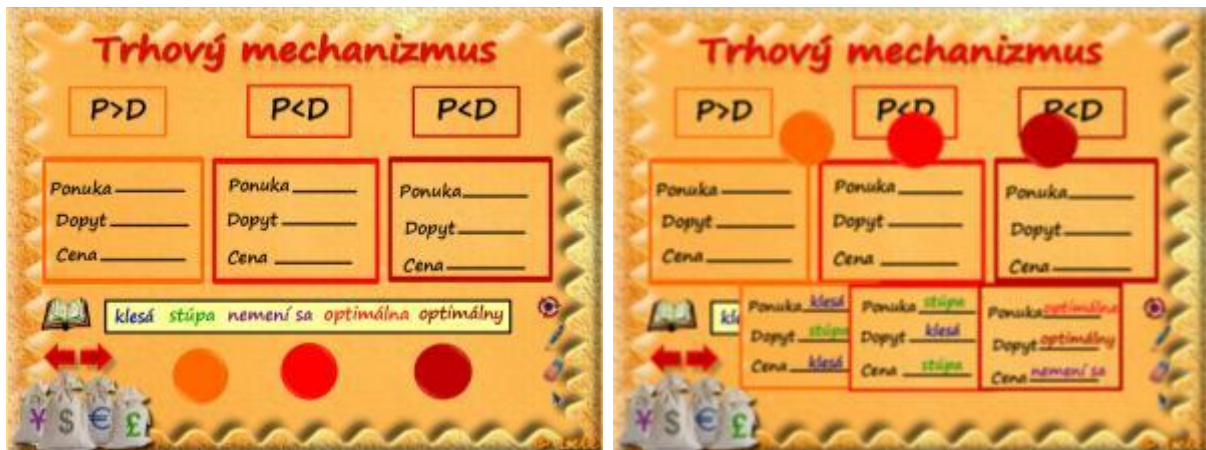 Trhový mechanizmus
P>D P<D P<D
Ponuka Ponuka Ponuka
Dopyt Dopyt Dopyt
Cena Cena Cena
klesá stúpa nemení sa optimálna optimálny
¥ $ € £
Trhový mechanizmus
P>D P<D P<D
Ponuka Ponuka Ponuka
Dopyt Dopyt Dopyt
Cena Cena Cena
Ponuka klesá Ponuka stúpa Ponuka optimálna
Dopyt stúpa Dopyt klesá Dopyt optimálny
Cena klesá Cena stúpa Cena nemení sa
¥ $ € £